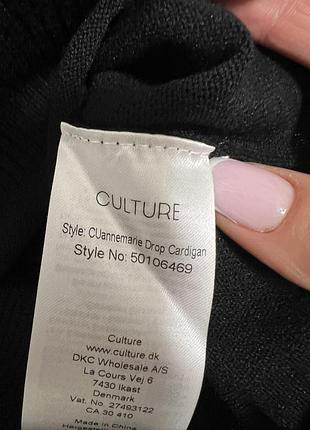 CULTURE
Style: CUannemarie Drop Cardigan
Style No: 50106469
Culture
www.culture.dk
DKC Wholesale A/S
La Cours Vej 6
7430 Ikast
Denmark
Vat. No. 27493122
CA 30 410
Made in China